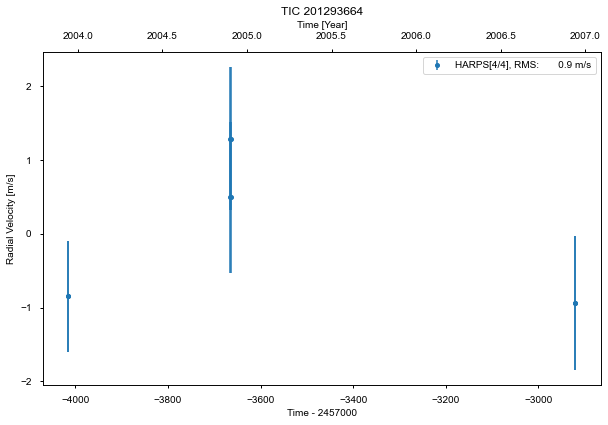 TIC 201293664
Time [Year]
2004.0 2004.5 2005.0 2005.5 2006.0 2006.5 2007.0
HARPS[4/4], RMS: 0.9 m/s
2
1
0
−1
−2
Radial Velocity [m/s]
−4000 −3800 −3600 −3400 −3200 −3000
Time - 2457000